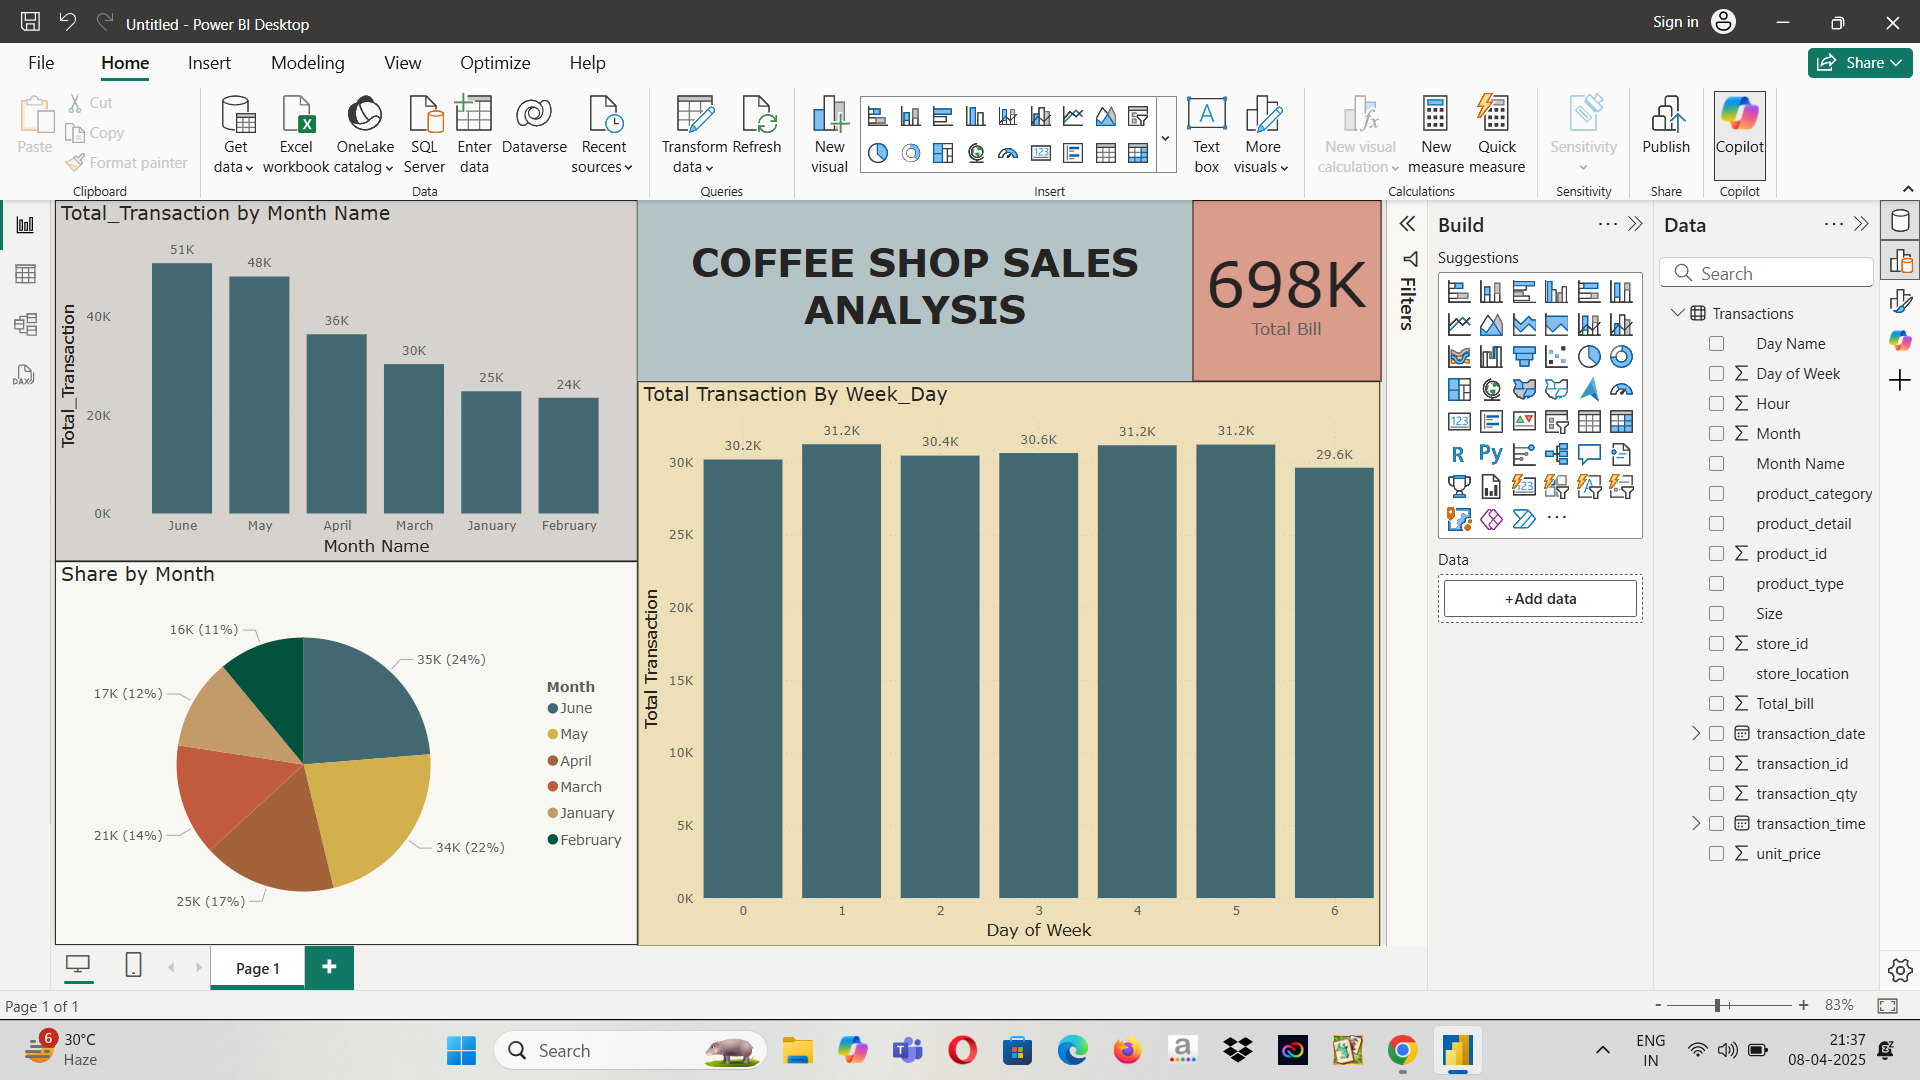 Untitled - Power BI Desktop
Sign in
File
Home
Insert
Modeling
View
Optimize
Help
Share
Paste
Cut
Copy
Format painter
Clipboard
Get data
Excel workbook
OneLake catalog
SQL Server
Enter data
Dataverse
Recent sources
Data
Transform data
Refresh
Queries
New visual
Text box
More visuals
Insert
New visual calculation
New measure
Quick measure
Calculations
Sensitivity
Sensitivity
Publish
Share
Copilot
Copilot
Total_Transaction by Month Name
Total_Transaction
40K
20K
0K
51K
48K
36K
30K
25K
24K
June
May
April
March
January
February
Month Name
COFFEE SHOP SALES
ANALYSIS
698K
Total Bill
Share by Month
16K (11%)
35K (24%)
17K (12%)
21K (14%)
34K (22%)
25K (17%)
Month
June
May
April
March
January
February
Total Transaction By Week_Day
Total Transaction
30K
25K
20K
15K
10K
5K
0K
30.2K
31.2K
30.4K
30.6K
31.2K
31.2K
29.6K
0
1
2
3
4
5
6
Day of Week
Filters
Build
Suggestions
123
R
Py
123
Data
+Add data
Data
Search
Transactions
Day Name
Day of Week
Hour
Month
Month Name
product_category
product_detail
product_id
product_type
Size
store_id
store_location
Total_bill
transaction_date
transaction_id
transaction_qty
transaction_time
unit_price
Page 1
Page 1 of 1
83%
6
30°C
Haze
Search
ENG
IN
21:37
08-04-2025